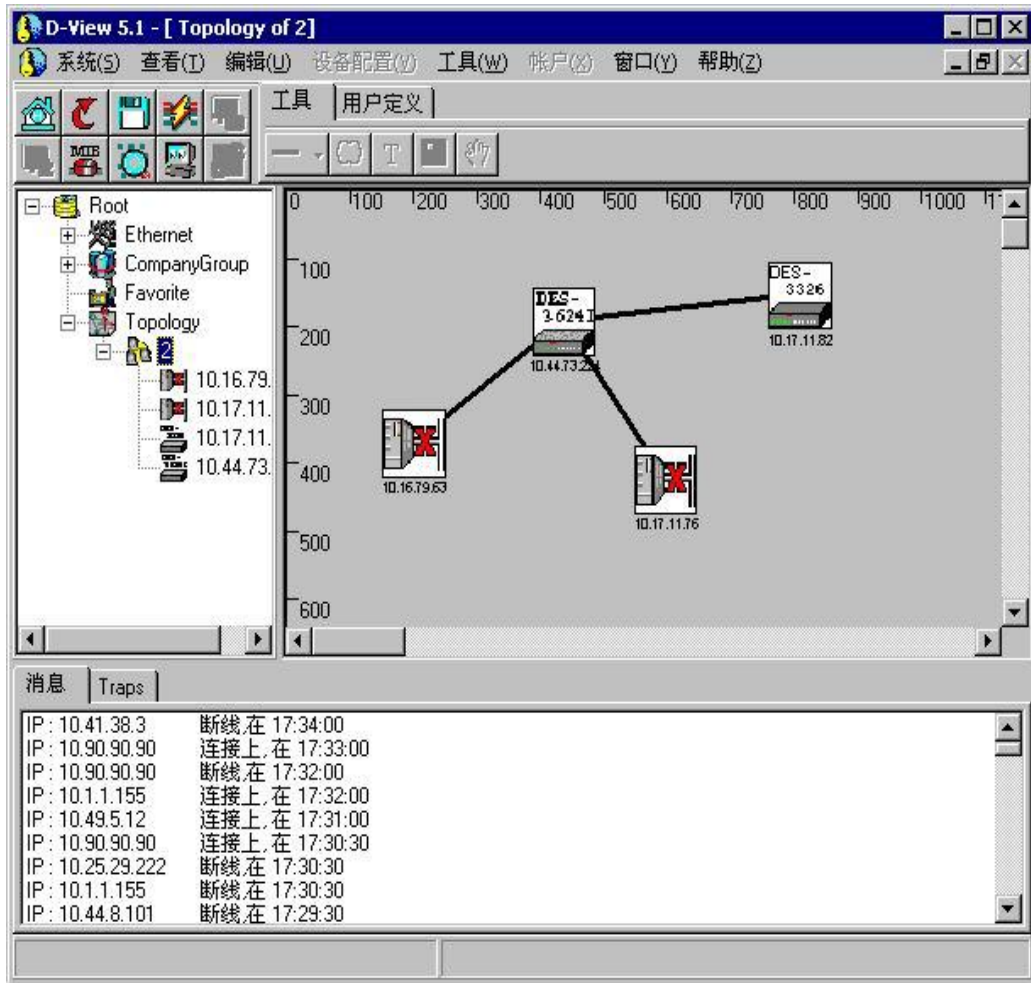 D-View 5.1 - [ Topology of 2]
系统(S) 查看(T) 编辑(U) 设备配置(V) 工具(W) 帐户(X) 窗口(Y) 帮助(Z)
工具 用户定义
MIB
T
0 100 200 300 400 500 600 700 800 900 1000
100
200
300
400
500
600
Root
Ethernet
CompanyGroup
Favorite
Topology
2
10.16.79.
10.17.11.
10.17.11.
10.44.73.
DES-
3326
10.17.11.82
DES-
3624I
10.44.73.
10.16.79.63
10.17.11.76
消息 Traps
IP : 10.41.38.3 断线,在 17:34:00
IP : 10.90.90.90 连接上,在 17:33:00
IP : 10.90.90.90 断线,在 17:32:00
IP : 10.1.1.155 连接上,在 17:32:00
IP : 10.49.5.12 连接上,在 17:31:00
IP : 10.90.90.90 连接上,在 17:30:30
IP : 10.25.29.222 断线,在 17:30:30
IP : 10.1.1.155 断线,在 17:30:30
IP : 10.44.8.101 断线,在 17:29:30